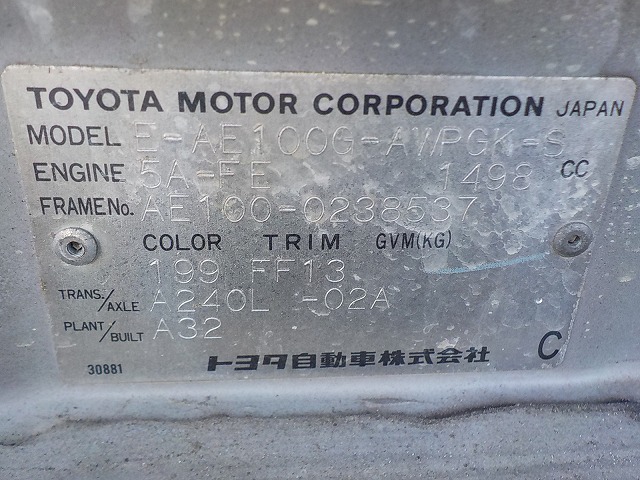 TOYOTA MOTOR CORPORATION JAPAN
MODEL E-AE100G-AWPGK-S
ENGINE 5A-FE 1498 CC
FRAME No. AE100-0238537
COLOR TRIM GVM(KG)
199 FF13
TRANS./AXLE A240L -02A
PLANT/BUILT A32
30881 トヨタ自動車株式会社 C